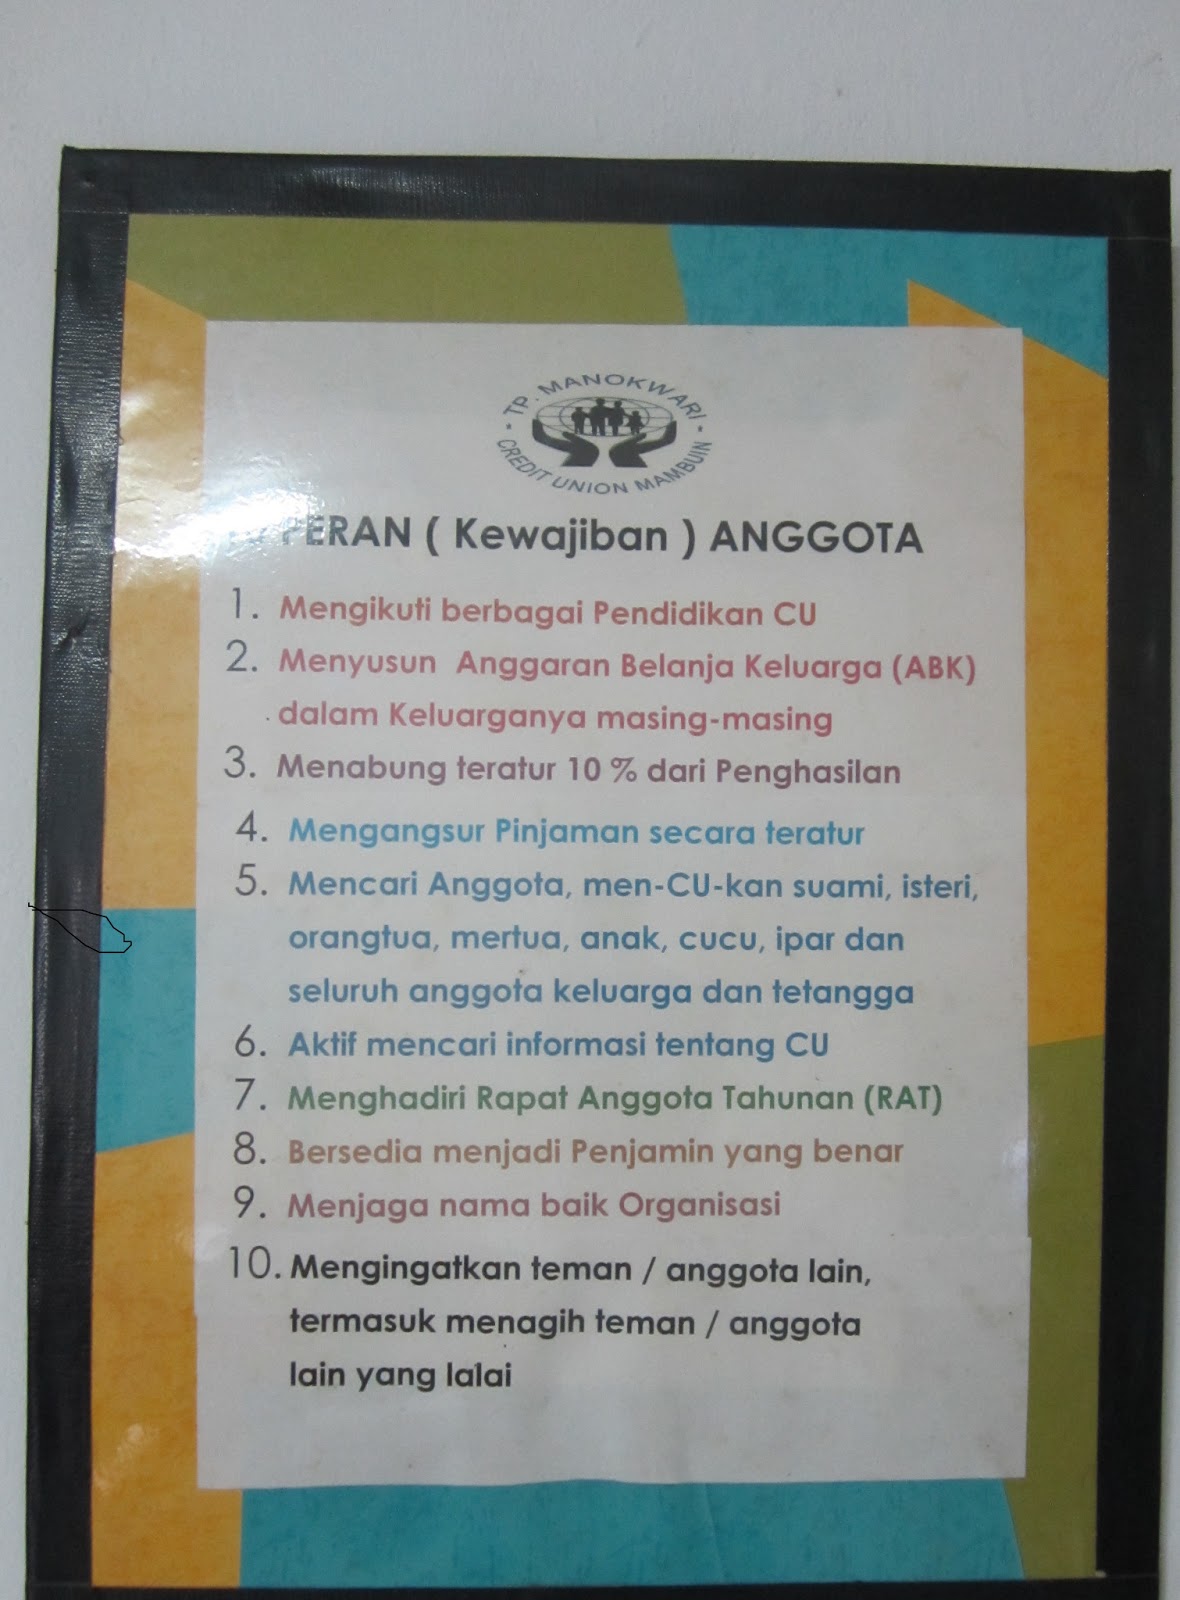 TP. MANOKWARI
CREDIT UNION MAMBUIN
PERAN ( Kewajiban ) ANGGOTA
1. Mengikuti berbagai Pendidikan CU
2. Menyusun Anggaran Belanja Keluarga (ABK)
dalam Keluarganya masing-masing
3. Menabung teratur 10 % dari Penghasilan
4. Mengangsur Pinjaman secara teratur
5. Mencari Anggota, men-CU-kan suami, isteri,
orangtua, mertua, anak, cucu, ipar dan
seluruh anggota keluarga dan tetangga
6. Aktif mencari informasi tentang CU
7. Menghadiri Rapat Anggota Tahunan (RAT)
8. Bersedia menjadi Penjamin yang benar
9. Menjaga nama baik Organisasi
10. Mengingatkan teman / anggota lain,
termasuk menagih teman / anggota
lain yang lalai